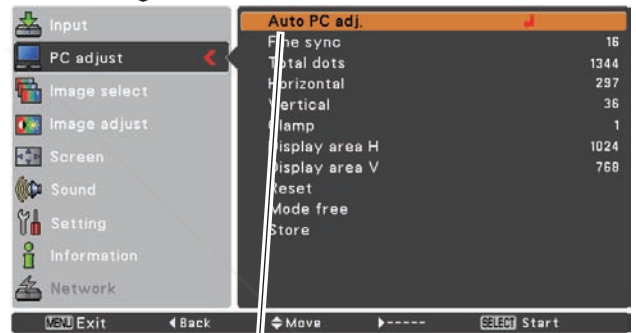 Input
PC adjust
Image select
Image adjust
Screen
Sound
Setting
Information
Network
Auto PC adj.
Fine sync 16
Total dots 1344
Horizontal 297
Vertical 36
Clamp 1
Display area H 1024
Display area V 768
Reset
Mode free
Store
MENU Exit
Back
Move
-----
SELECT Start